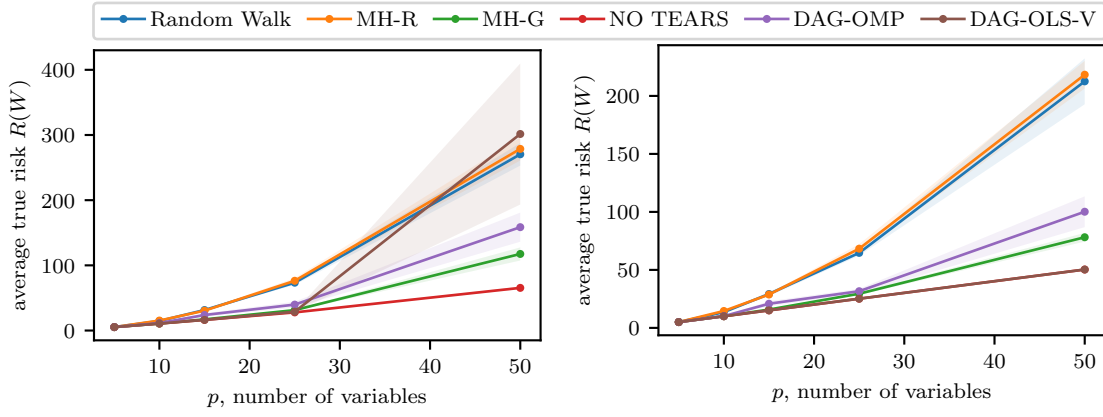 Random Walk MH-R MH-G NO TEARS DAG-OMP DAG-OLS-V
average true risk R(W)
400
300
200
100
0
10 20 30 40 50
p, number of variables
average true risk R(W)
200
150
100
50
0
10 20 30 40 50
p, number of variables